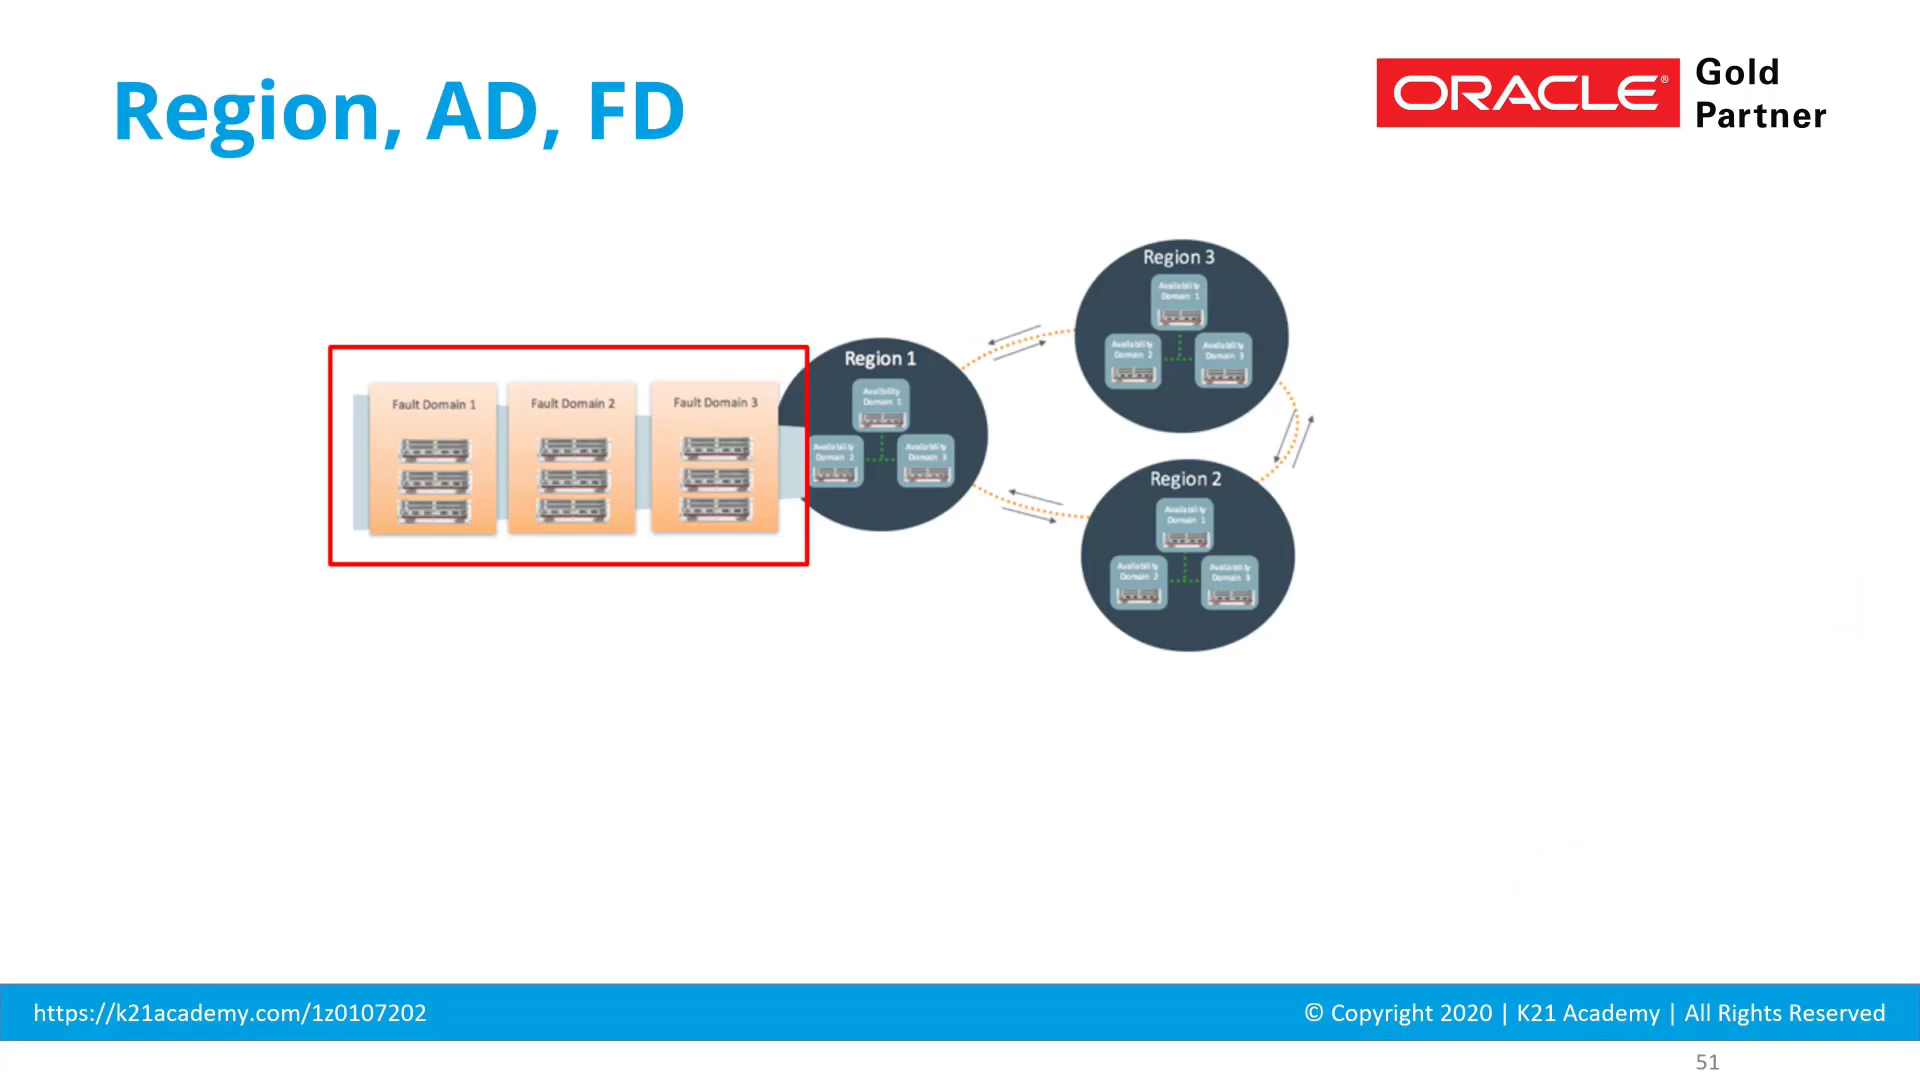 Region, AD, FD
ORACLE®
Gold
Partner
Fault Domain 1
Fault Domain 2
Fault Domain 3
Region 1
Availbility
Domain 1
Availability
Domain 2
Availability
Domain 3
Region 3
Availability
Domain 1
Availability
Domain 2
Availability
Domain 3
Region 2
Availability
Domain 1
Availability
Domain 2
Availability
Domain 3
https://k21academy.com/1z0107202
© Copyright 2020 | K21 Academy | All Rights Reserved
51